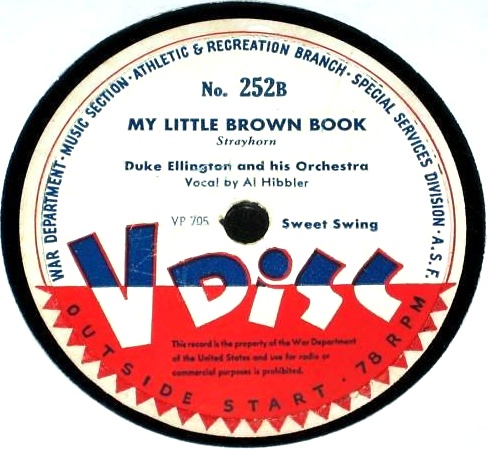 WAR DEPARTMENT · MUSIC SECTION · ATHLETIC & RECREATION BRANCH · SPECIAL SERVICES DIVISION · A.S.F.
No. 252B
MY LITTLE BROWN BOOK
Strayhorn
Duke Ellington and his Orchestra
Vocal by Al Hibbler
VP 705
Sweet Swing
V DiSC
This record is the property of the War Department
of the United States and use for radio or
commercial purposes is prohibited.
OUTSIDE START · 78 RPM